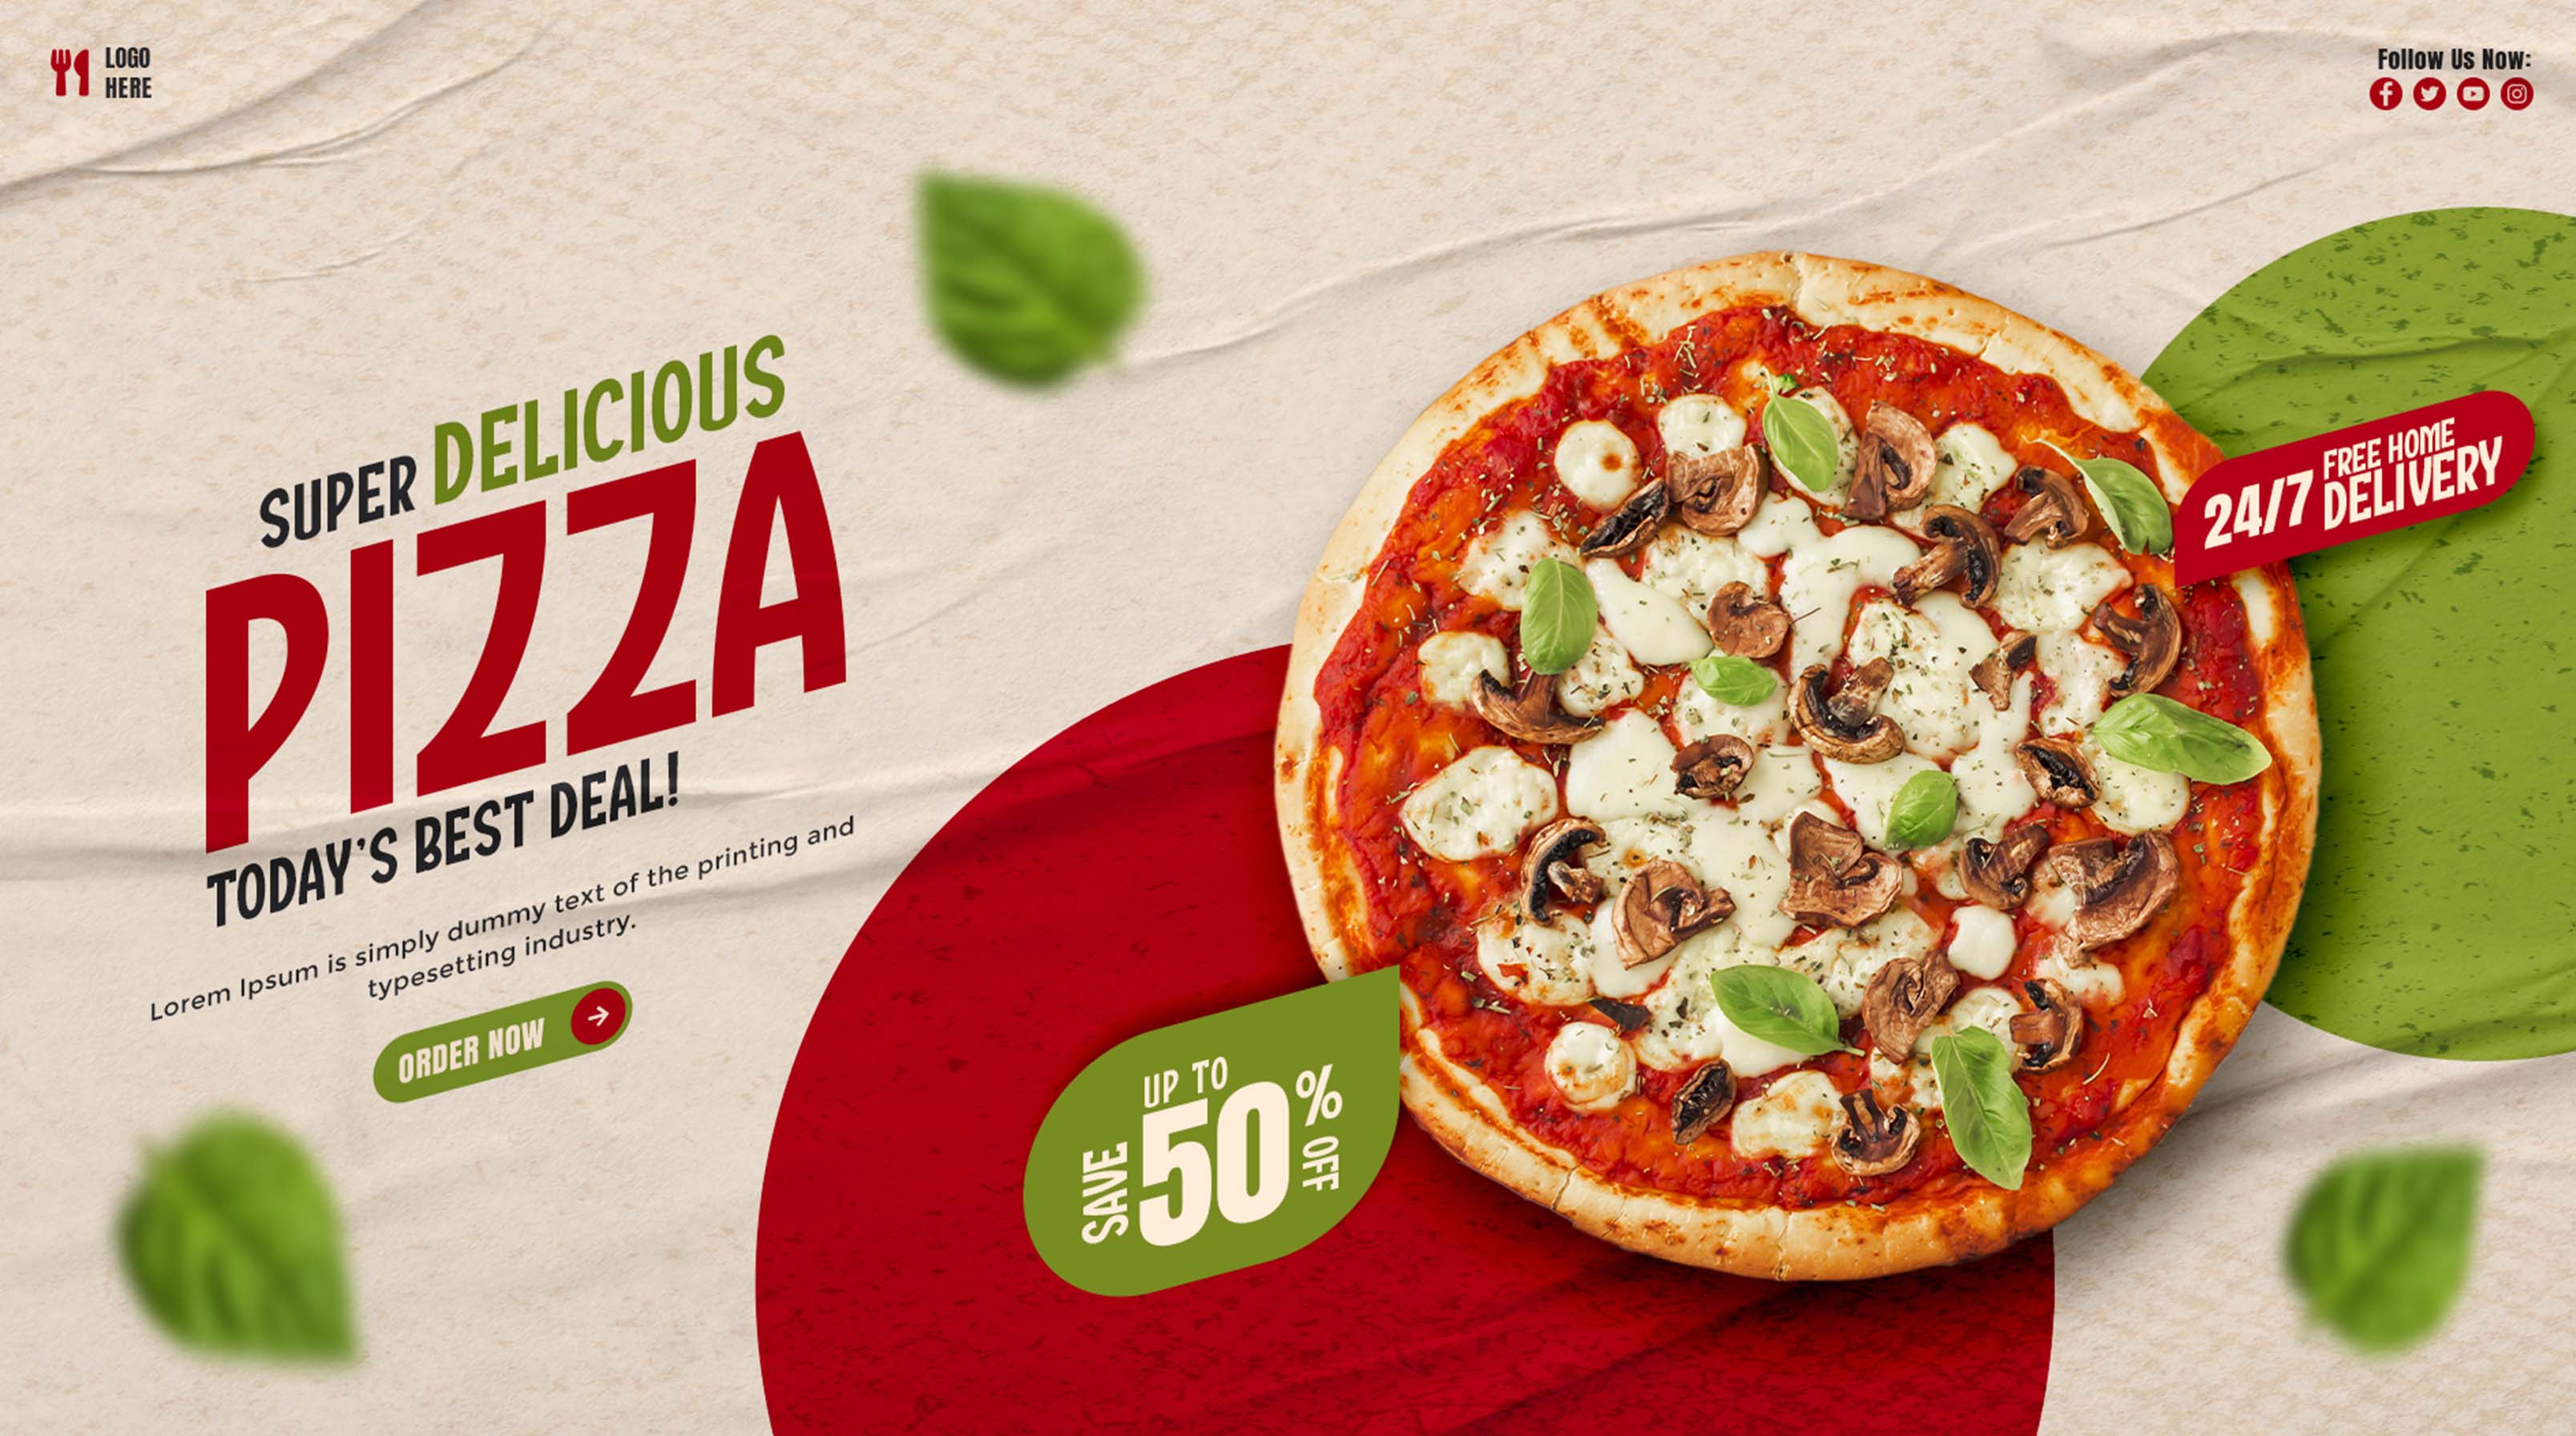 LOGO
HERE
Follow Us Now:
SUPER DELICIOUS
PIZZA
TODAY'S BEST DEAL!
Lorem Ipsum is simply dummy text of the printing and
typesetting industry.
ORDER NOW
24/7 FREE HOME
DELIVERY
UP TO
SAVE 50% OFF